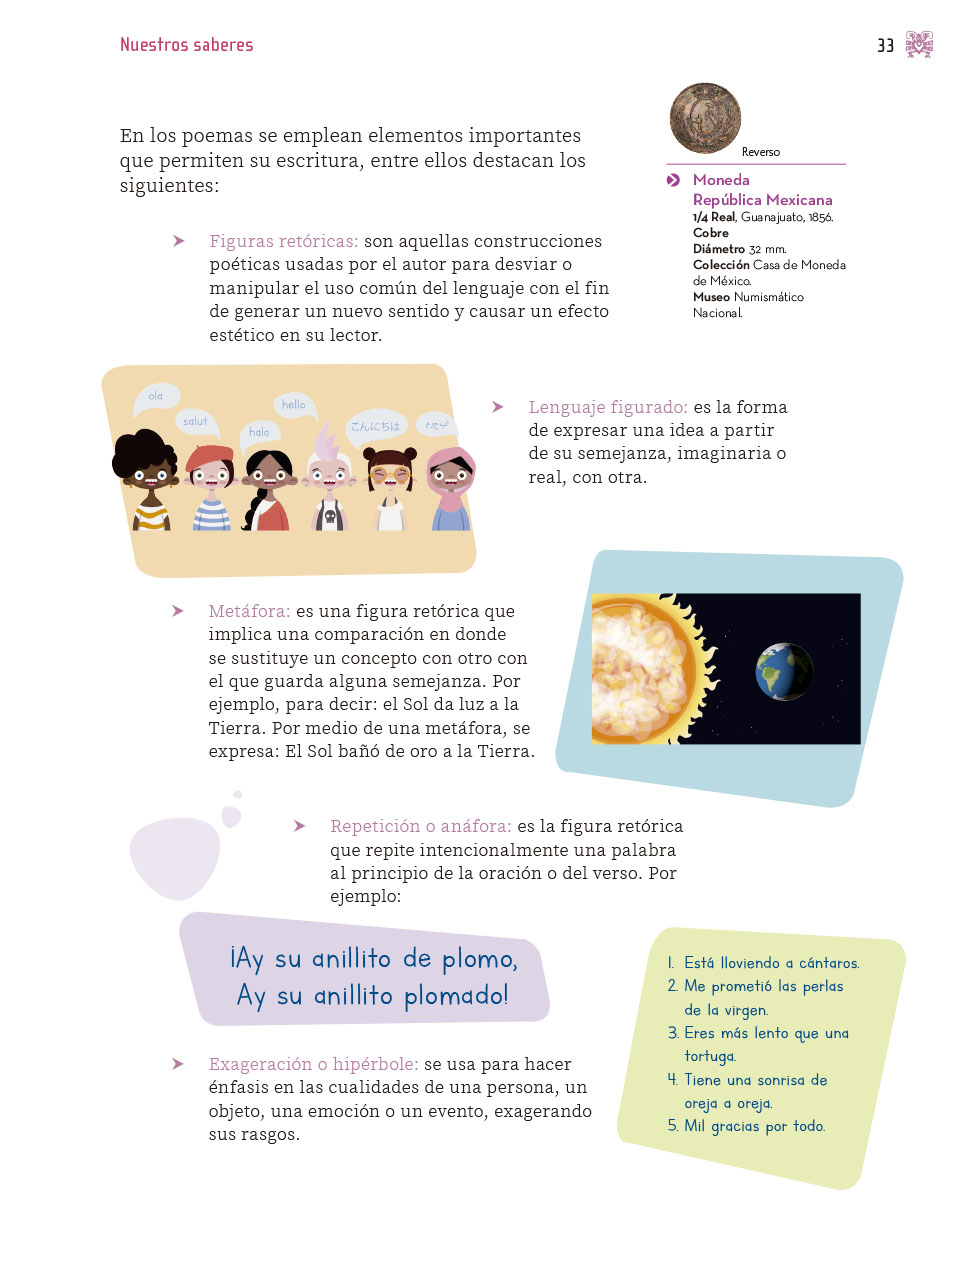 Nuestros saberes
33
En los poemas se emplean elementos importantes
que permiten su escritura, entre ellos destacan los
siguientes:
Reverso
Moneda
República Mexicana
1/4 Real, Guanajuato, 1856.
Cobre
Diámetro 32 mm.
Colección Casa de Moneda
de México.
Museo Numismático
Nacional.
Figuras retóricas: son aquellas construcciones
poéticas usadas por el autor para desviar o
manipular el uso común del lenguaje con el fin
de generar un nuevo sentido y causar un efecto
estético en su lector.
ola
salut
halo
hello
こんにちは
Lenguaje figurado: es la forma
de expresar una idea a partir
de su semejanza, imaginaria o
real, con otra.
Metáfora: es una figura retórica que
implica una comparación en donde
se sustituye un concepto con otro con
el que guarda alguna semejanza. Por
ejemplo, para decir: el Sol da luz a la
Tierra. Por medio de una metáfora, se
expresa: El Sol bañó de oro a la Tierra.
Repetición o anáfora: es la figura retórica
que repite intencionalmente una palabra
al principio de la oración o del verso. Por
ejemplo:
¡Ay su anillito de plomo,
Ay su anillito plomado!
Exageración o hipérbole: se usa para hacer
énfasis en las cualidades de una persona, un
objeto, una emoción o un evento, exagerando
sus rasgos.
1. Está lloviendo a cántaros.
2. Me prometió las perlas
de la virgen.
3. Eres más lento que una
tortuga.
4. Tiene una sonrisa de
oreja a oreja.
5. Mil gracias por todo.